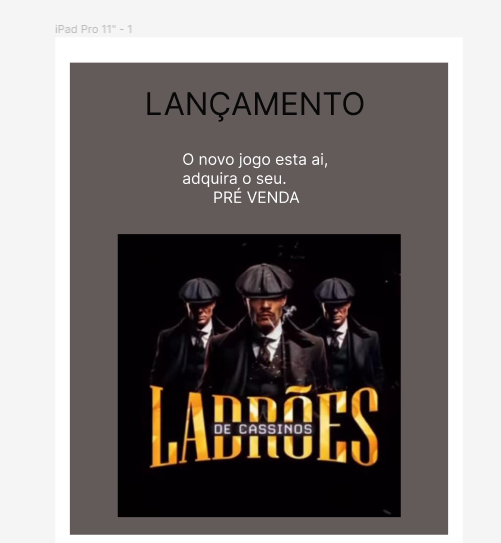 iPad Pro 11" - 1
LANÇAMENTO
O novo jogo esta ai,
adquira o seu.
PRÉ VENDA
LADRÕES
DE CASSINOS